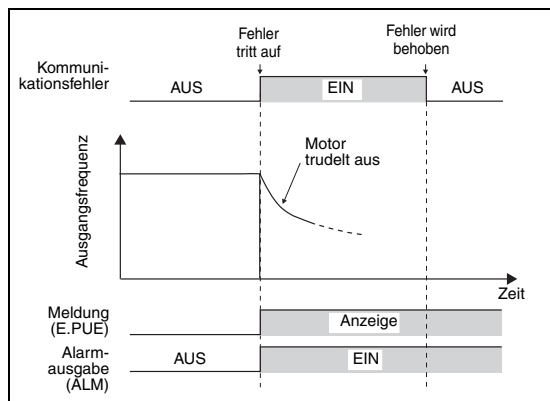 Fehler
tritt auf
Fehler wird
behoben
Kommuni-
kationsfehler
AUS
EIN
AUS
Ausgangsfrequenz
Motor
trudelt aus
Zeit
Meldung
(E.PUE)
Anzeige
Alarm-
ausgabe
(ALM)
AUS
EIN